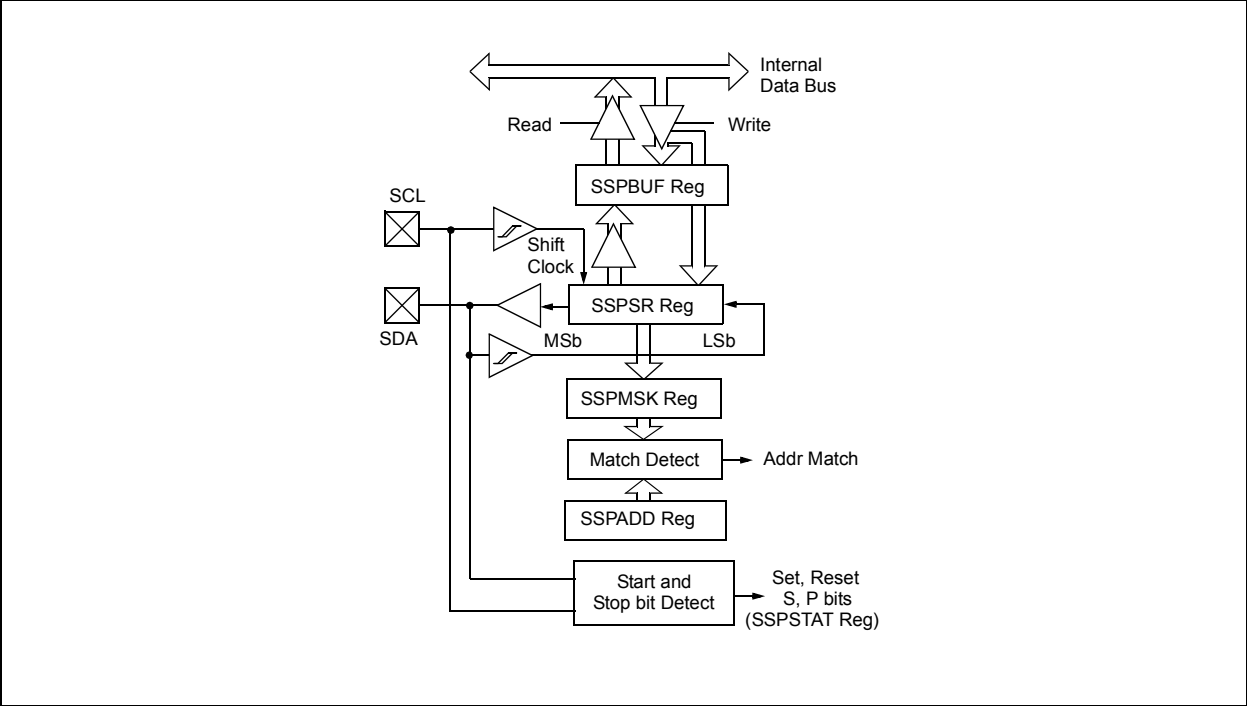 Internal
Data Bus
Read
Write
SSPBUF Reg
SCL
Shift
Clock
SSPSR Reg
SDA
MSb
LSb
SSPMSK Reg
Match Detect
Addr Match
SSPADD Reg
Start and
Stop bit Detect
Set, Reset
S, P bits
(SSPSTAT Reg)